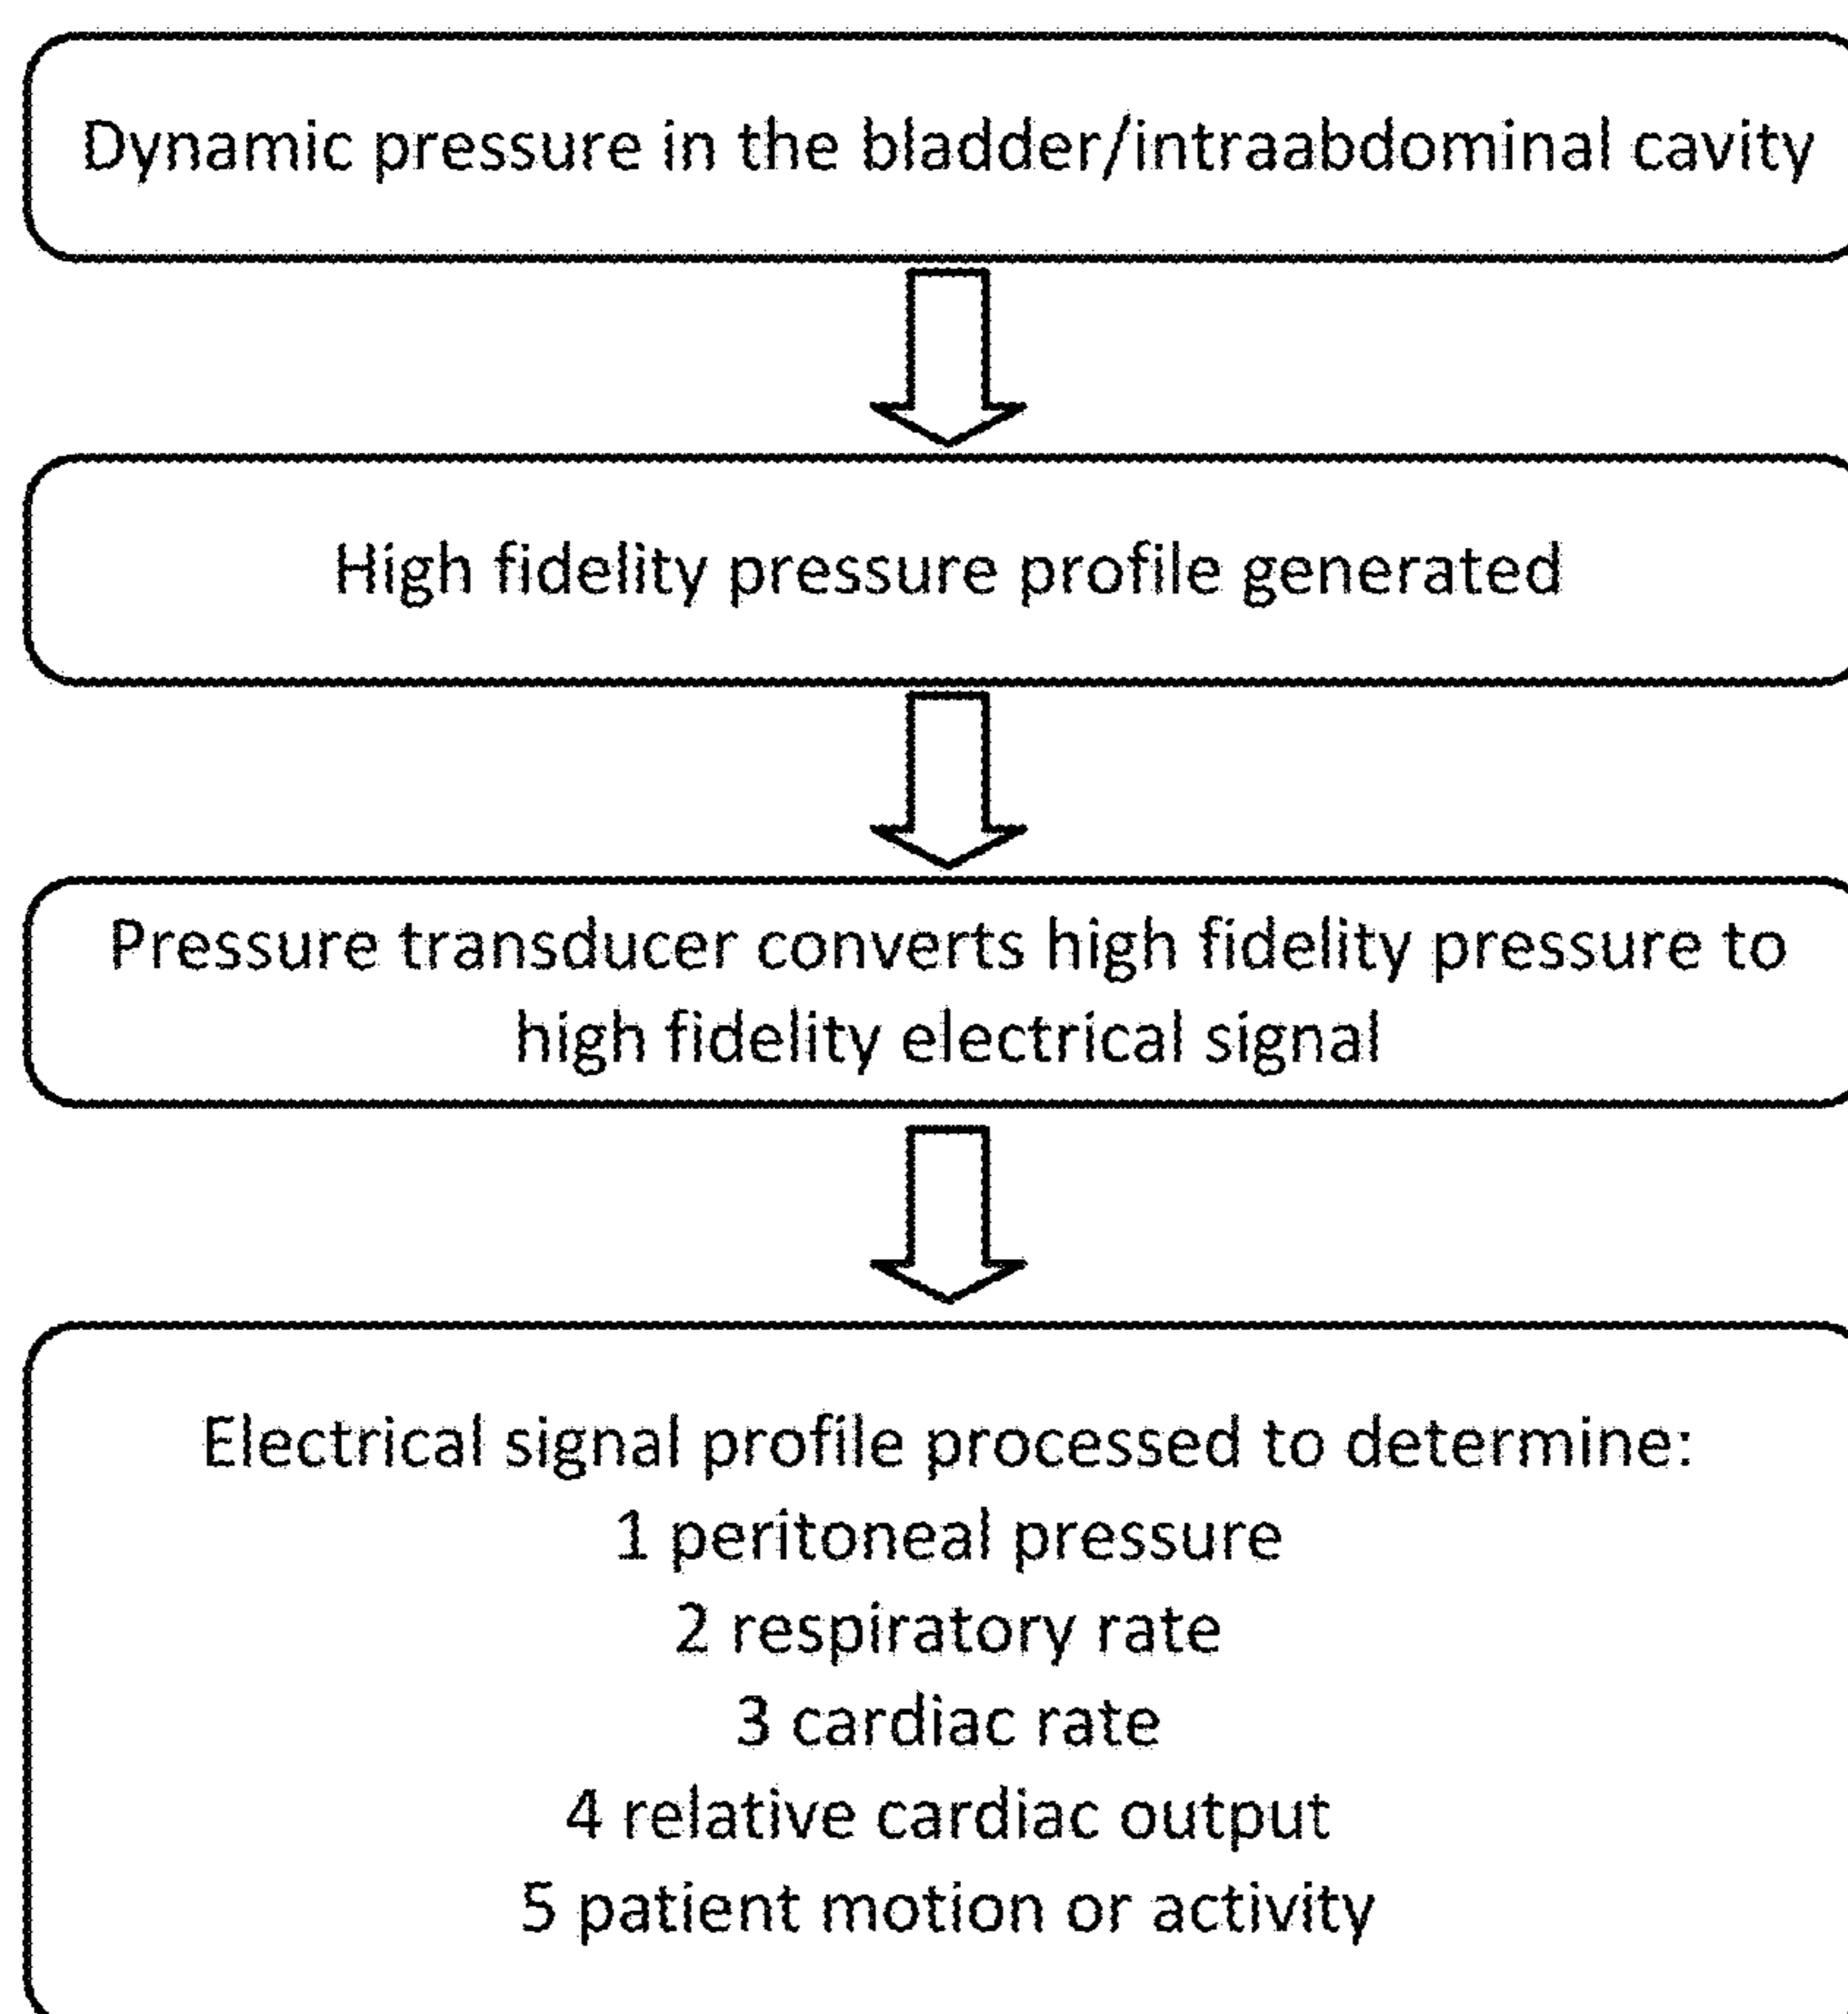 Dynamic pressure in the bladder/intraabdominal cavity
High fidelity pressure profile generated
Pressure transducer converts high fidelity pressure to
high fidelity electrical signal
Electrical signal profile processed to determine:
1 peritoneal pressure
2 respiratory rate
3 cardiac rate
4 relative cardiac output
5 patient motion or activity